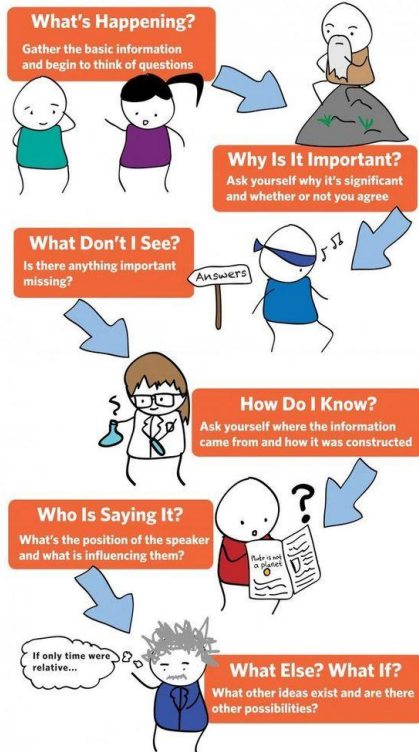 What's Happening?
Gather the basic information
and begin to think of questions
Why Is It Important?
Ask yourself why it's significant
and whether or not you agree
What Don't I See?
Is there anything important
missing?
Answers
How Do I Know?
Ask yourself where the information
came from and how it was constructed
Who Is Saying It?
What's the position of the speaker
and what is influencing them?
?
Pluto is not
a planet
If only time were
relative...
What Else? What If?
What other ideas exist and are there
other possibilities?